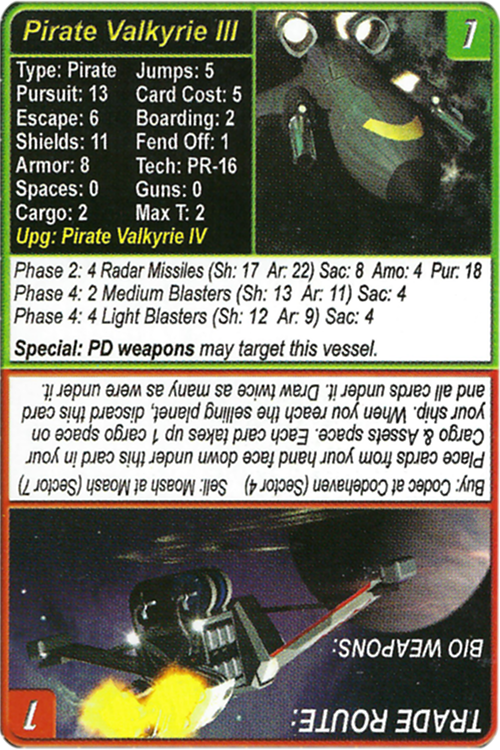 Pirate Valkyrie III
1
Type: Pirate Jumps: 5
Pursuit: 13 Card Cost: 5
Escape: 6 Boarding: 2
Shields: 11 Fend Off: 1
Armor: 8 Tech: PR-16
Spaces: 0 Guns: 0
Cargo: 2 Max T: 2
Upg: Pirate Valkyrie IV
Phase 2: 4 Radar Missiles (Sh: 17 Ar: 22) Sac: 8 Amo: 4 Pur: 18
Phase 4: 2 Medium Blasters (Sh: 13 Ar: 11) Sac: 4
Phase 4: 4 Light Blasters (Sh: 12 Ar: 9) Sac: 4
Special: PD weapons may target this vessel.
TRADE ROUTE:
1
BIO WEAPONS:
Buy: Codec at Codehaven (Sector 4) Sell: Moash at Moash (Sector 7)
Place cards from your hand face down under this card in your
Cargo & Assets space. Each card takes up 1 cargo space on
your ship. When you reach the selling planet, discard this card
and all cards under it. Draw twice as many as were under it.